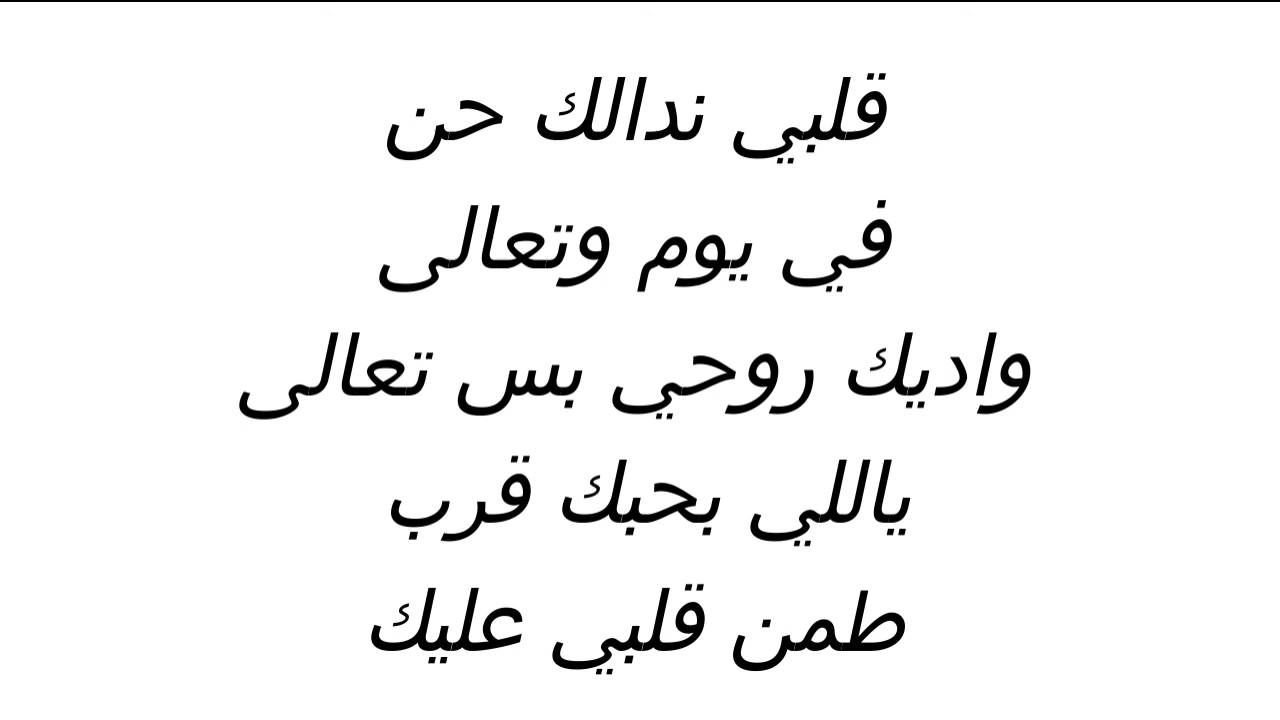 قلبي ندالك حن
في يوم وتعالى
واديك روحي بس تعالى
ياللي بحبك قرب
طمن قلبي عليك